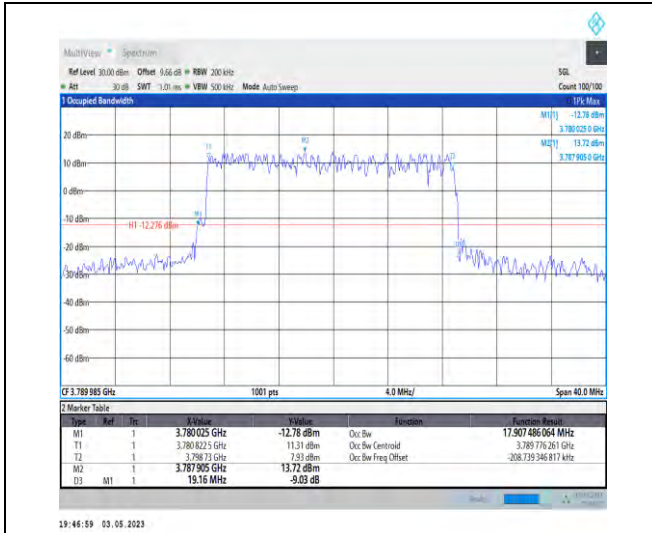 MultiView Spectrum
Ref Level 30.00 dBm Offset 9.66 dB RBW 200 kHz SGL
Att 30 dB SWT 1.01 ms VBW 500 kHz Mode Auto Sweep Count 100/100
1 Occupied Bandwidth 1Pk Max
M1[1] -12.78 dBm
3.780 025 0 GHz
M2[1] 13.72 dBm
3.787 905 0 GHz
20 dBm
T1
M2
10 dBm
0 dBm
-10 dBm
M1
H1 -12.276 dBm
-20 dBm
-30 dBm
-40 dBm
-50 dBm
-60 dBm
CF 3.789 985 GHz 1001 pts 4.0 MHz/ Span 40.0 MHz
2 Marker Table
Type Ref Trc X-Value Y-Value Function Function Result
M1 1 3.780 025 GHz -12.78 dBm Occ Bw 17.907 486 064 MHz
T1 1 3.780 822 5 GHz 11.31 dBm Occ Bw Centroid 3.789 776 261 GHz
T2 1 3.798 73 GHz 7.93 dBm Occ Bw Freq Offset -208.739 346 817 kHz
M2 1 3.787 905 GHz 13.72 dBm
D3 M1 1 19.16 MHz -9.03 dB
19:46:59 03.05.2023